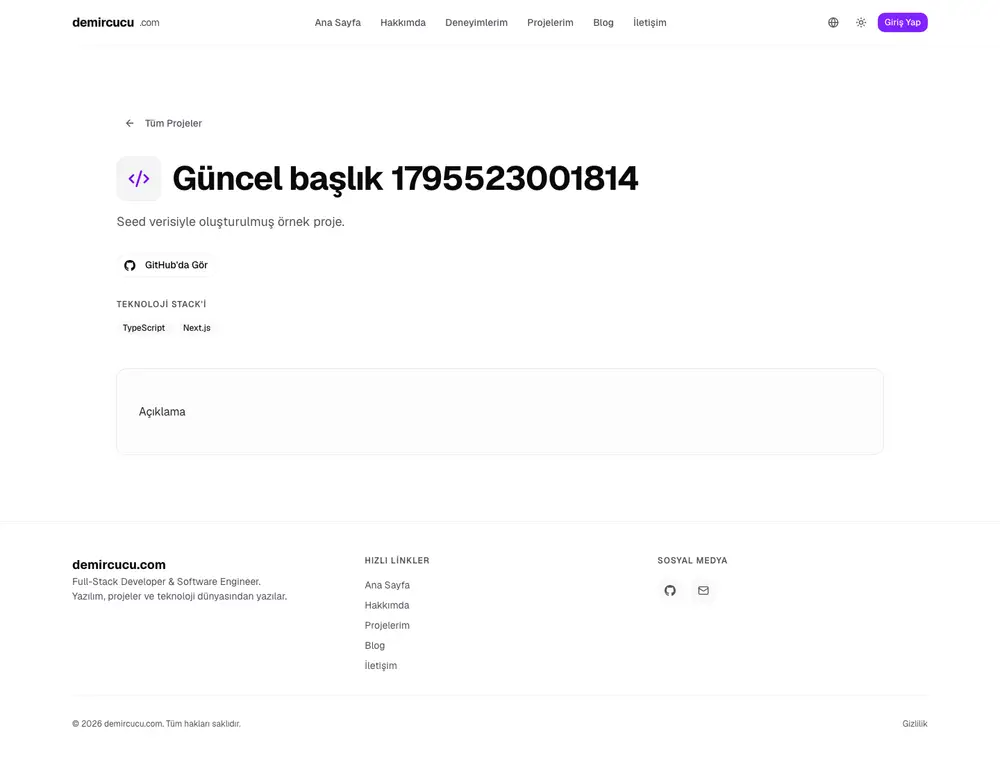 demircucu .com
Ana Sayfa Hakkımda Deneyimlerim Projelerim Blog İletişim
Giriş Yap
Tüm Projeler
Güncel başlık 1795523001814
Seed verisiyle oluşturulmuş örnek proje.
GitHub'da Gör
TEKNOLOJİ STACK'İ
TypeScript Next.js
Açıklama
demircucu.com
Full-Stack Developer & Software Engineer.
Yazılım, projeler ve teknoloji dünyasından yazılar.
HIZLI LİNKLER
Ana Sayfa
Hakkımda
Projelerim
Blog
İletişim
SOSYAL MEDYA
© 2026 demircucu.com. Tüm hakları saklıdır.
Gizlilik